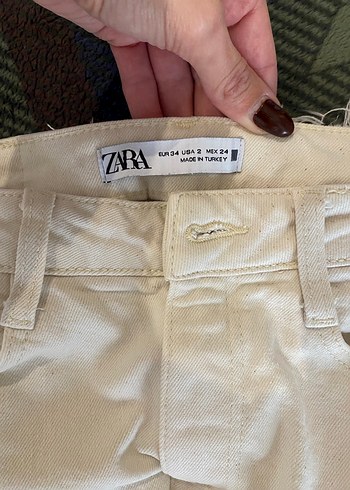 ZARA
EUR 34 USA 2 MEX 24
MADE IN TURKEY